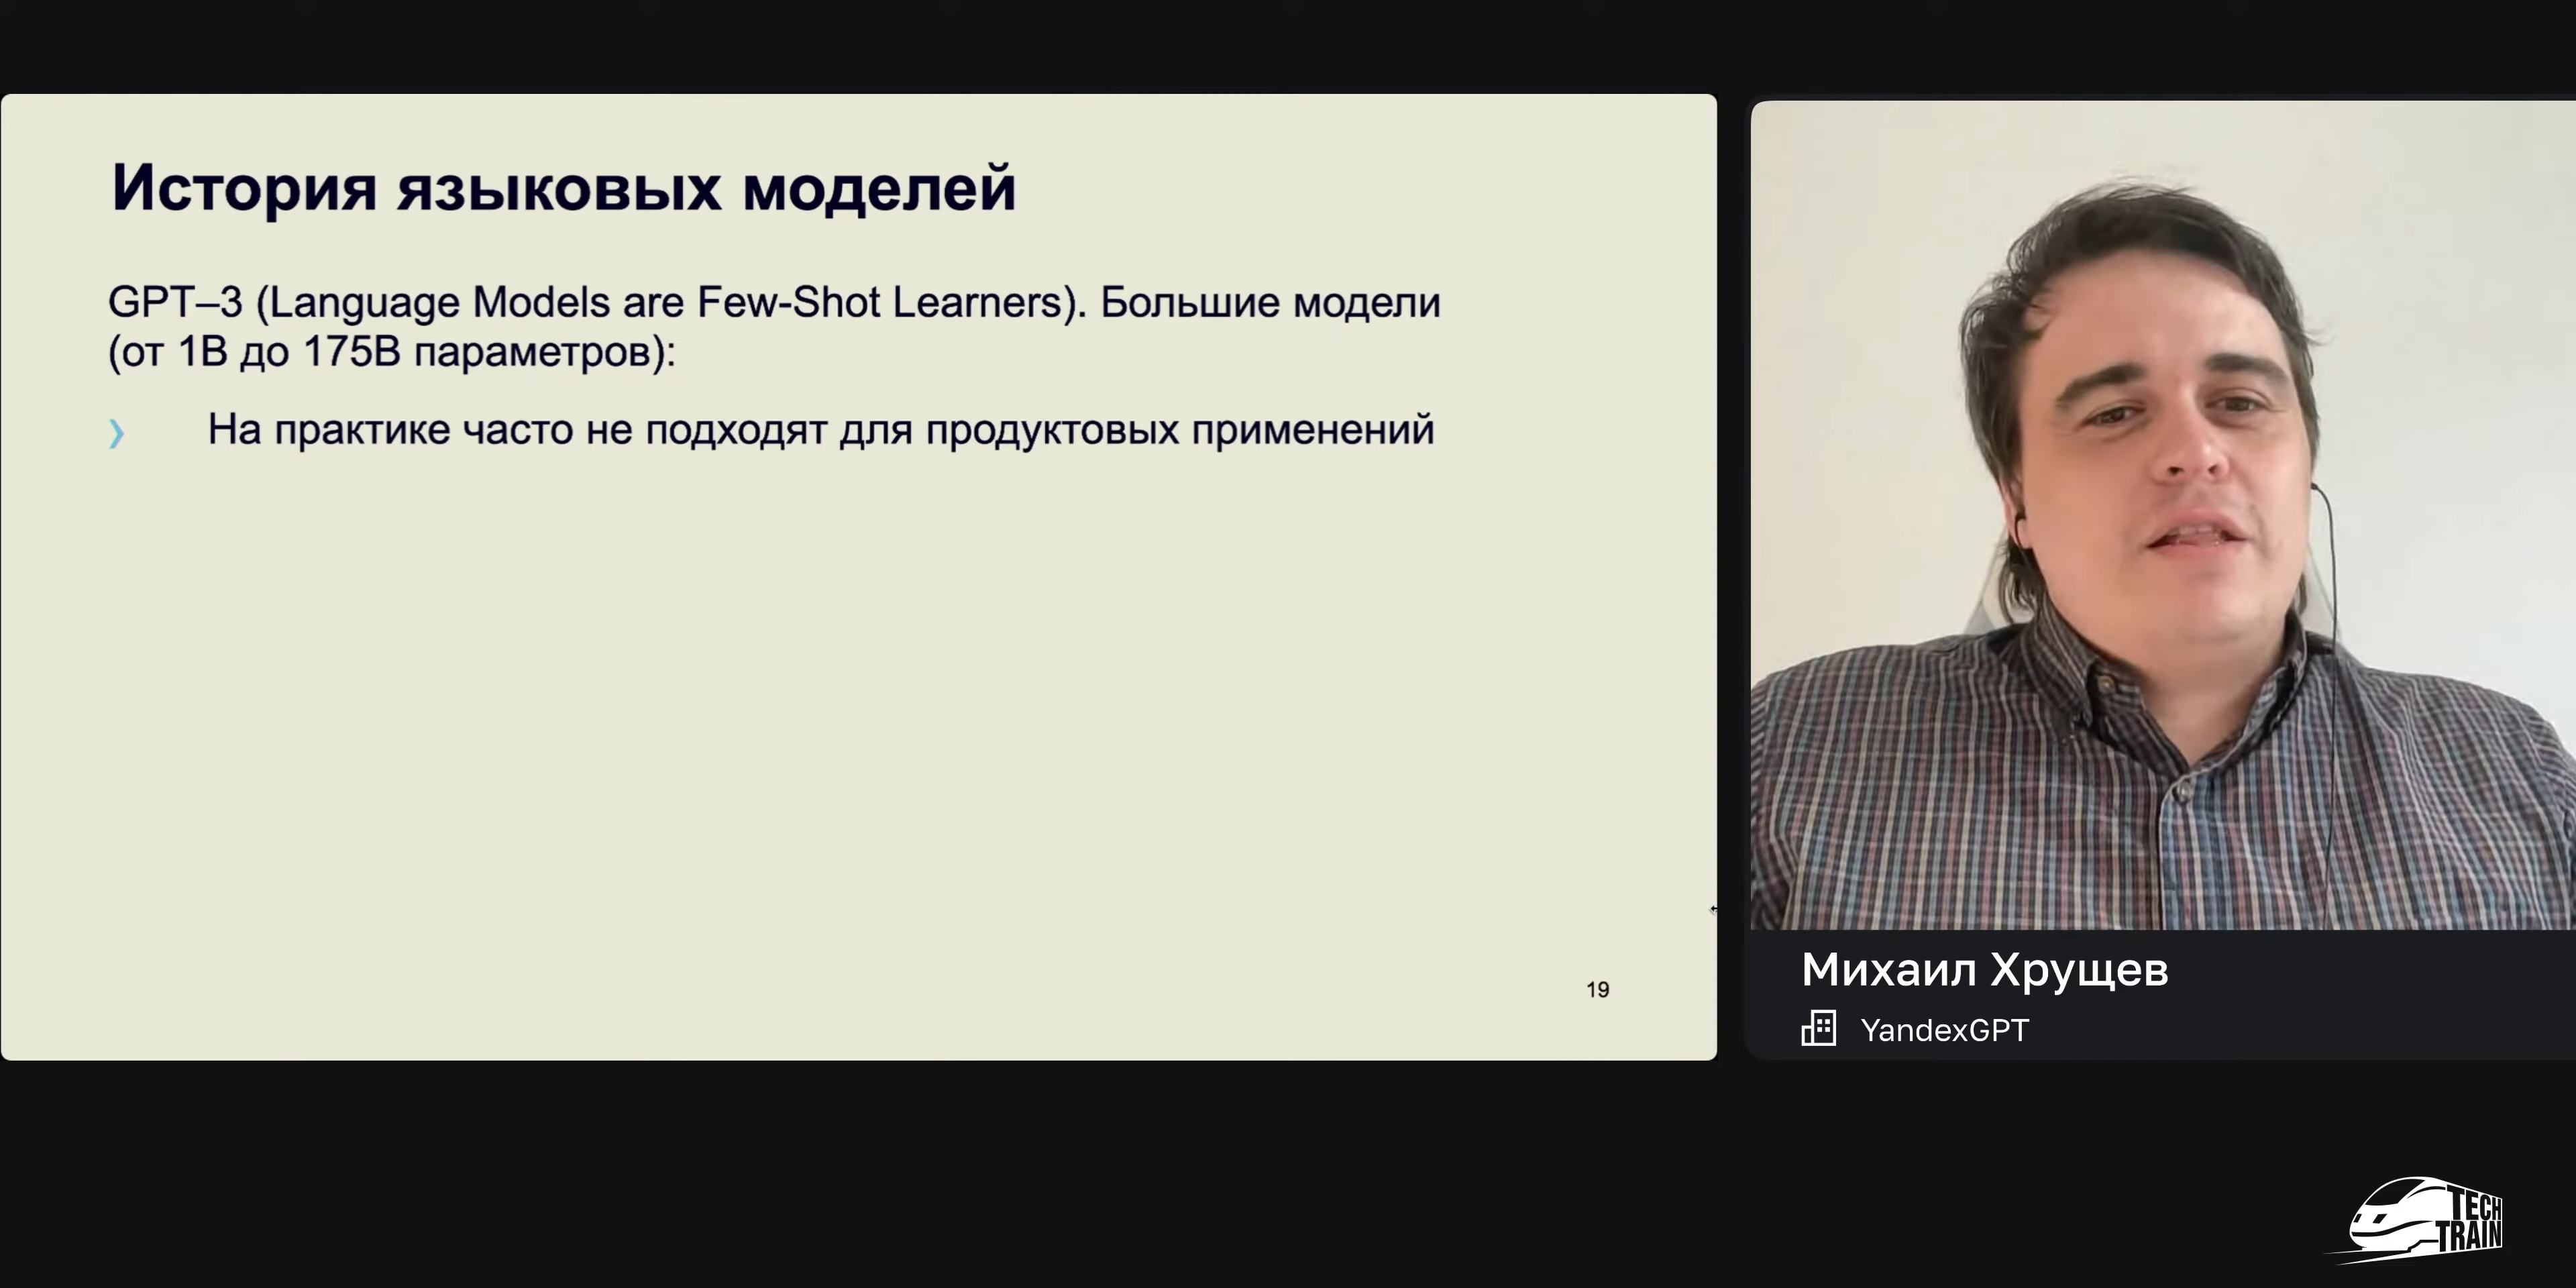 История языковых моделей
GPT–3 (Language Models are Few-Shot Learners). Большие модели
(от 1B до 175B параметров):
› На практике часто не подходят для продуктовых применений
19
Михаил Хрущев
YandexGPT
TECH
TRAIN